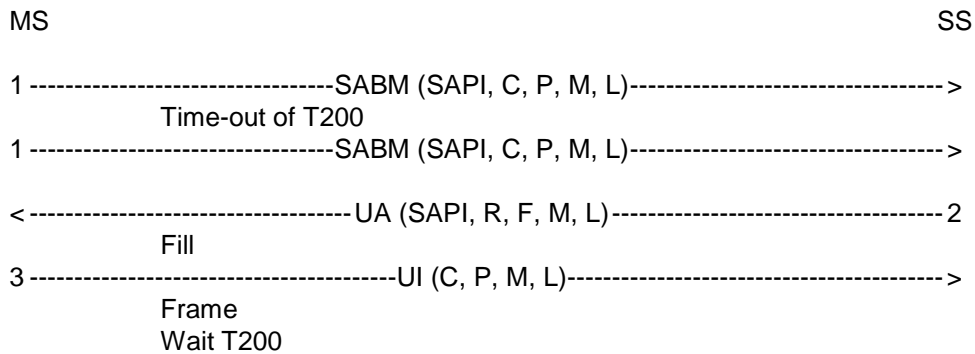 MS SS
1 ----------------------------------SABM (SAPI, C, P, M, L)----------------------------------- >
Time-out of T200
1 ----------------------------------SABM (SAPI, C, P, M, L)----------------------------------- >
< ------------------------------------ UA (SAPI, R, F, M, L) ------------------------------------- 2
Fill
3 -----------------------------------------UI (C, P, M, L)------------------------------------------ >
Frame
Wait T200